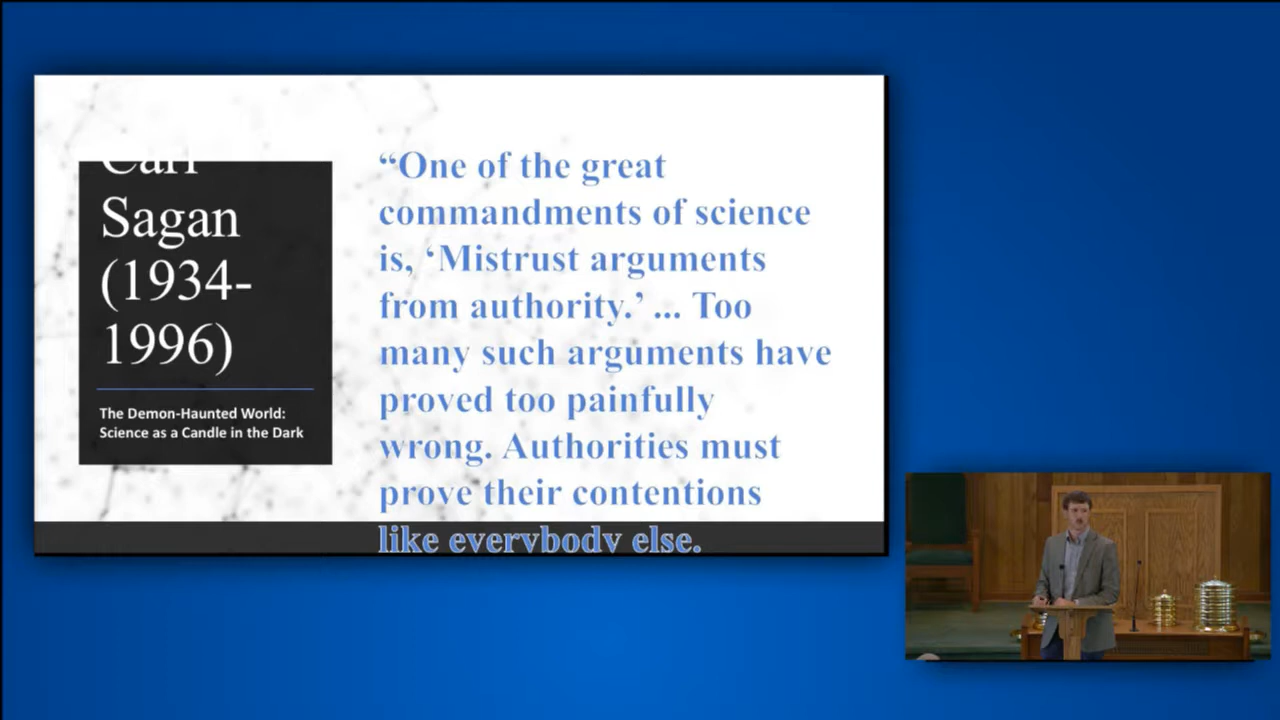 Carl
Sagan
(1934-
1996)
The Demon-Haunted World:
Science as a Candle in the Dark
“One of the great
commandments of science
is, ‘Mistrust arguments
from authority.’ ... Too
many such arguments have
proved too painfully
wrong. Authorities must
prove their contentions
like everybody else.